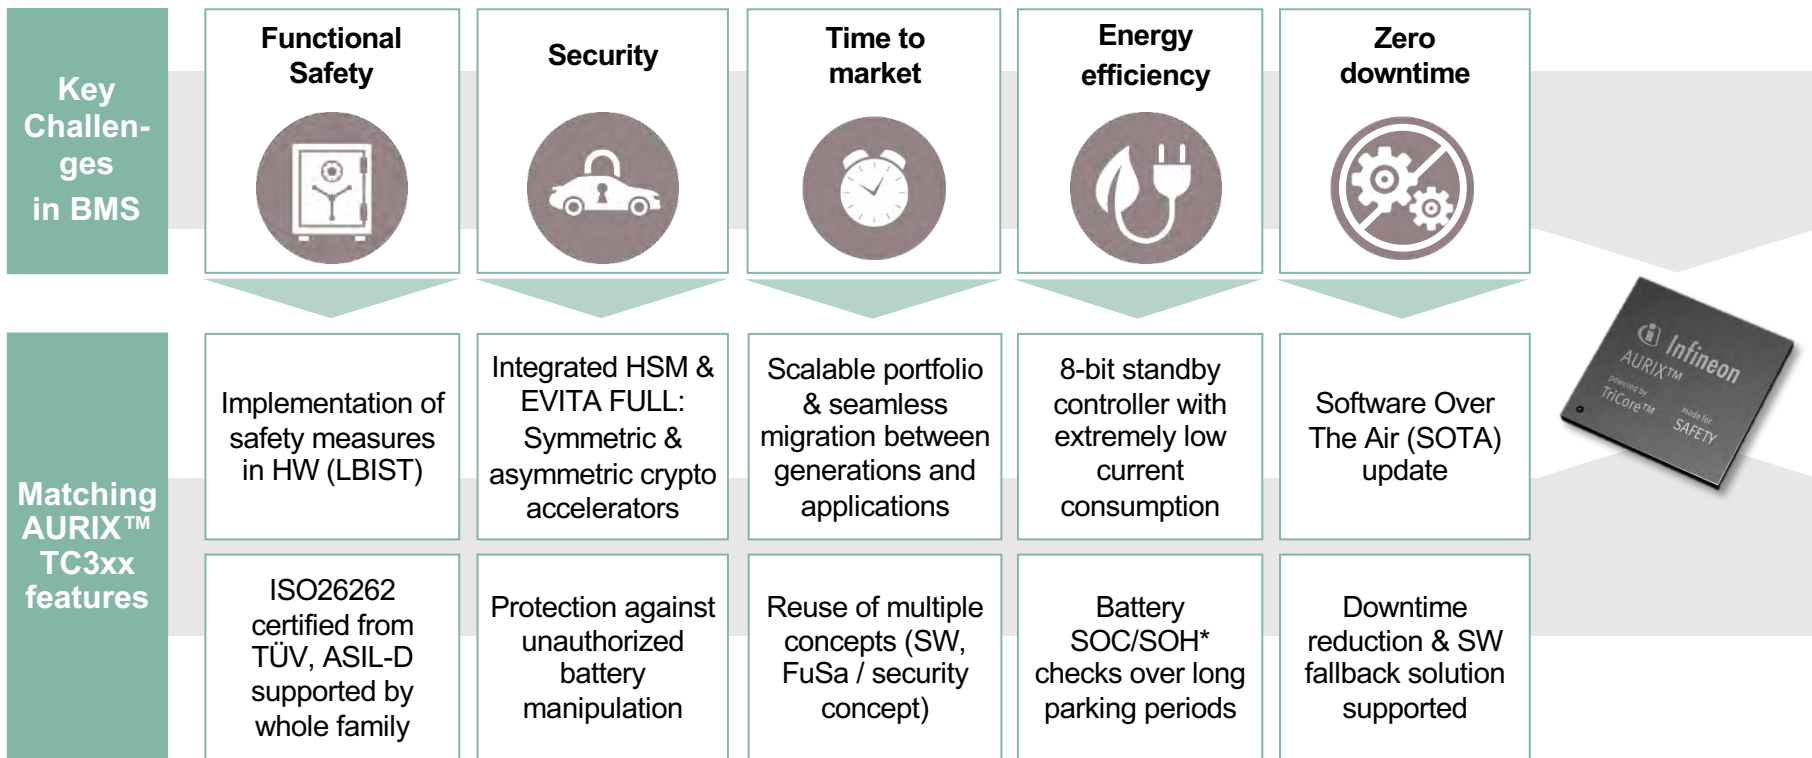 Key
Challen-
ges
in BMS
Functional
Safety
Security
Time to
market
Energy
efficiency
Zero
downtime
Matching
AURIX™
TC3xx
features
Implementation of
safety measures
in HW (LBIST)
Integrated HSM &
EVITA FULL:
Symmetric &
asymmetric crypto
accelerators
Scalable portfolio
& seamless
migration between
generations and
applications
8-bit standby
controller with
extremely low
current
consumption
Software Over
The Air (SOTA)
update
ISO26262
certified from
TÜV, ASIL-D
supported by
whole family
Protection against
unauthorized
battery
manipulation
Reuse of multiple
concepts (SW,
FuSa / security
concept)
Battery
SOC/SOH*
checks over long
parking periods
Downtime
reduction & SW
fallback solution
supported
Infineon
AURIX™
powered by
TriCore™
made for
SAFETY